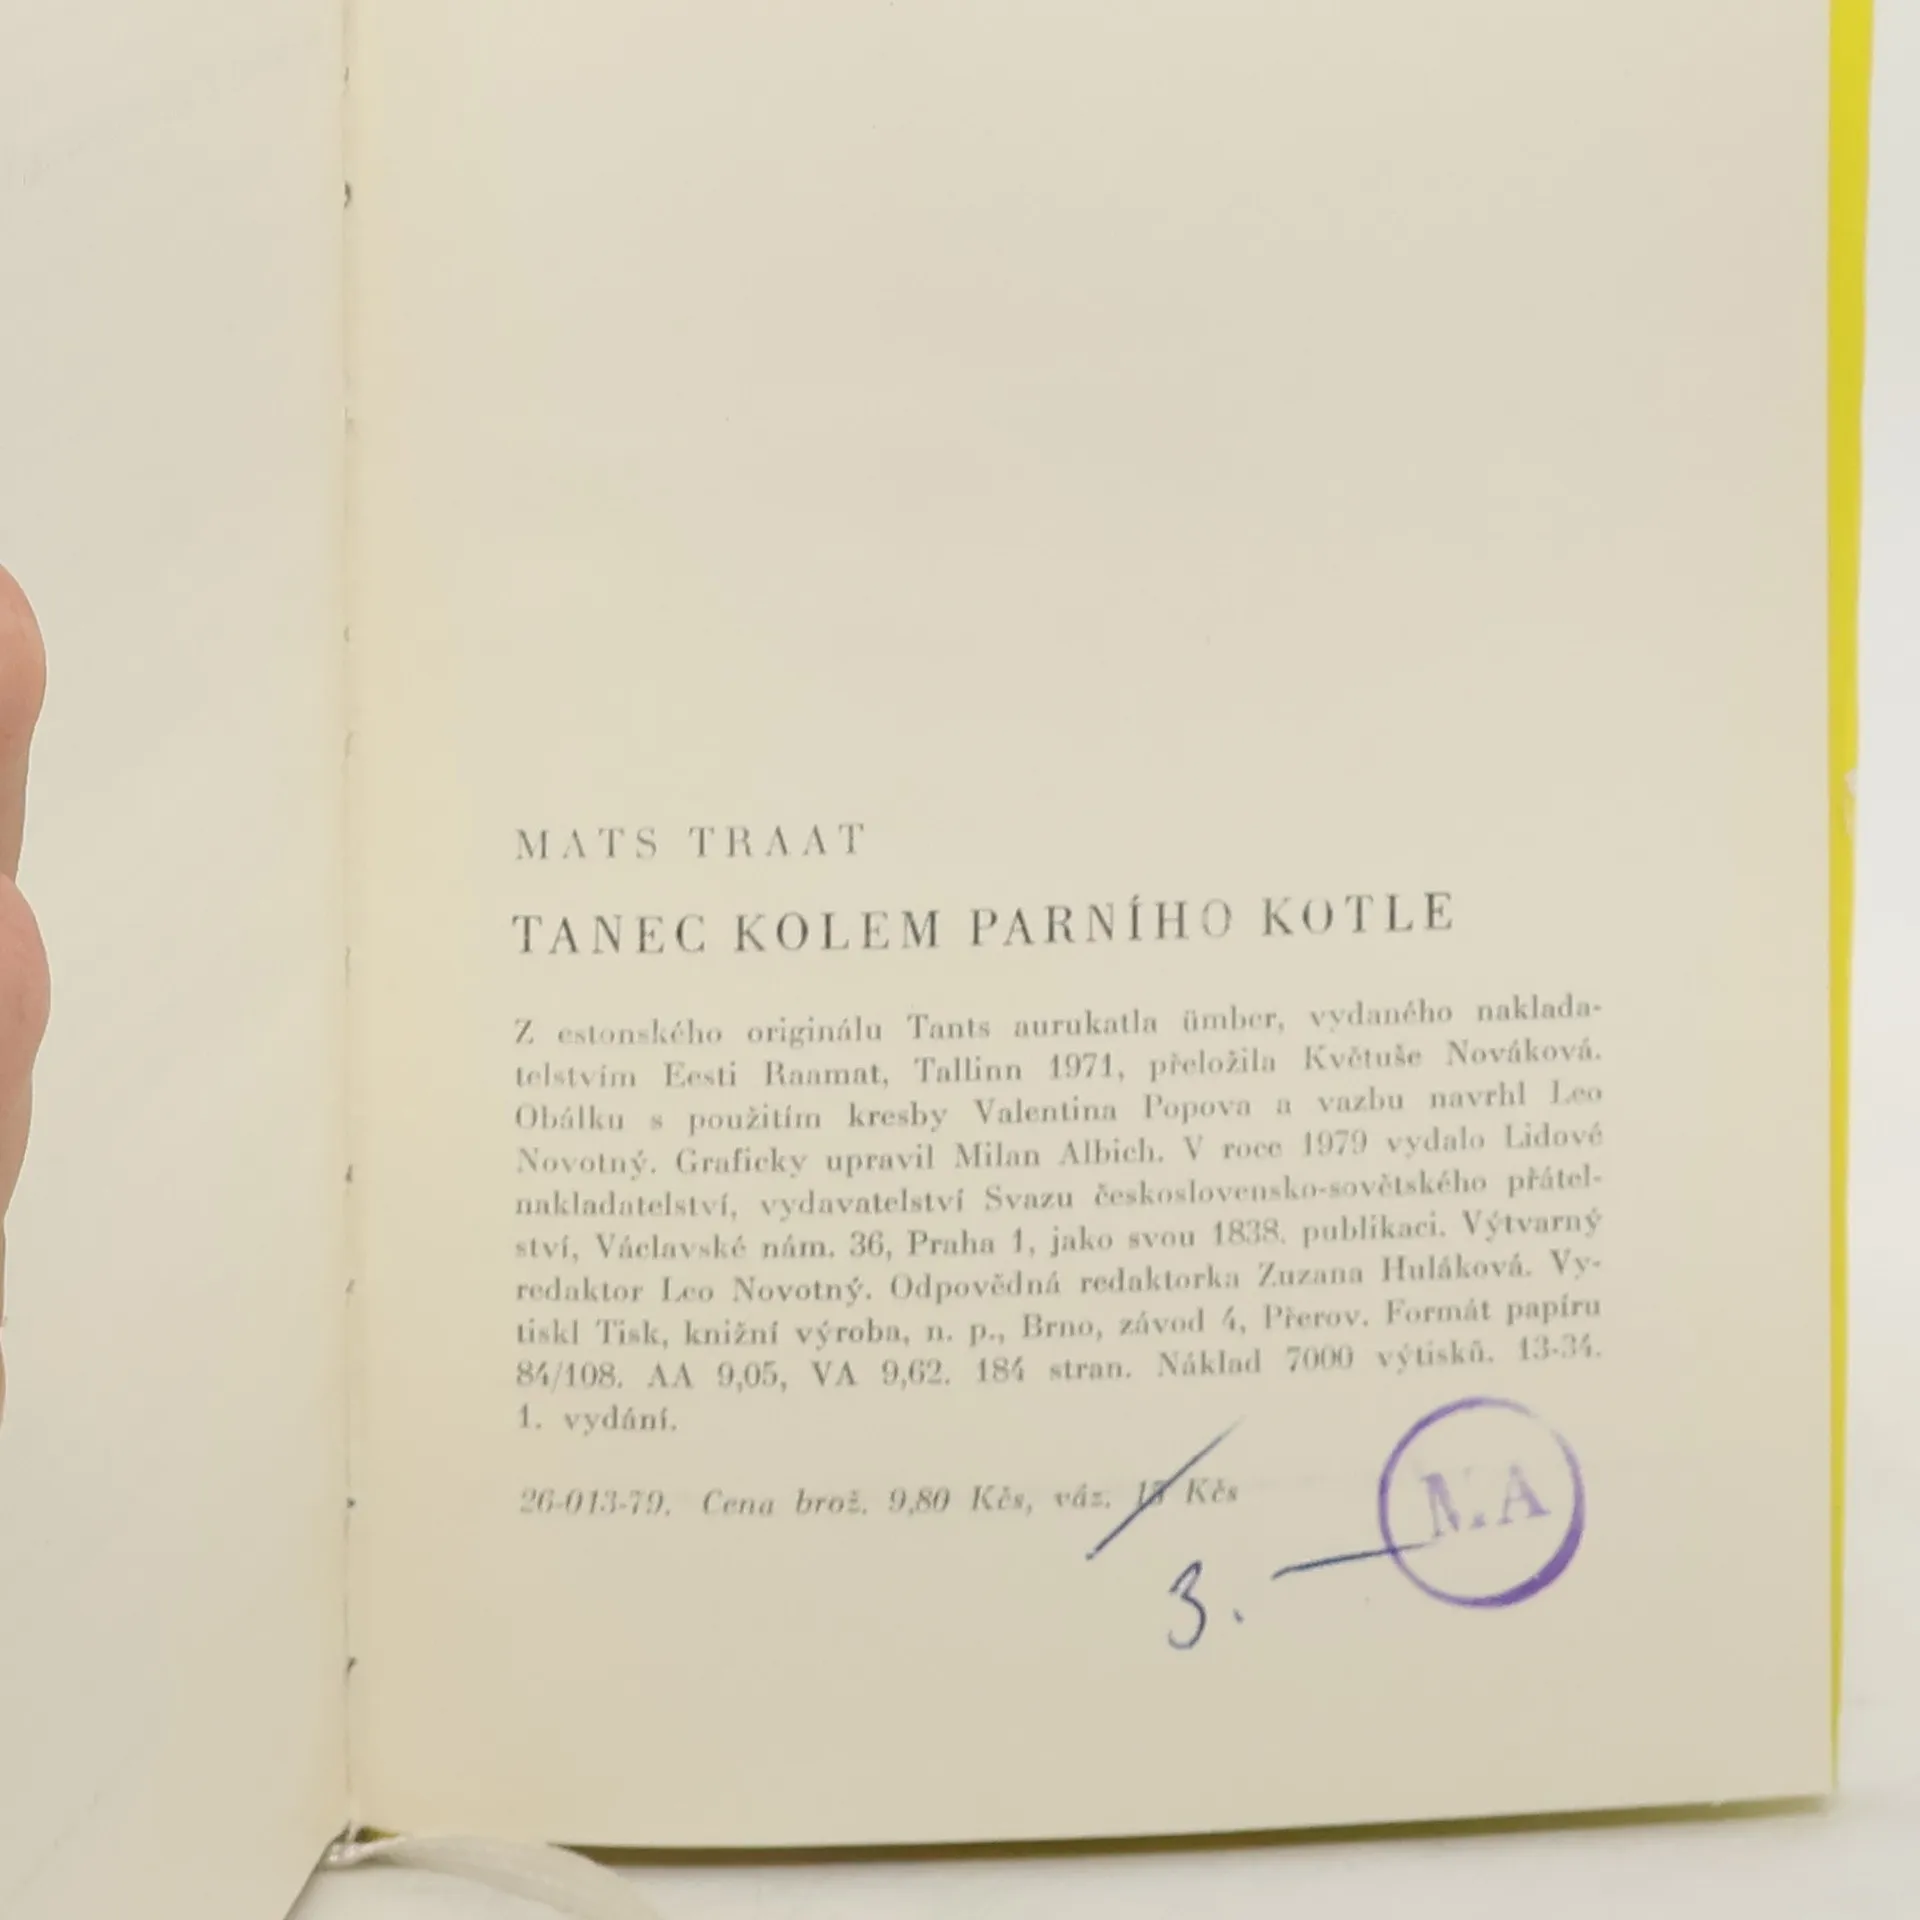 MATS TRAAT
TANEC KOLEM PARNÍHO KOTLE
Z estonského originálu Tants aurukatla ümber, vydaného naklada-
telstvím Eesti Raamat, Tallinn 1971, přeložila Květuše Nováková.
Obálku s použitím kresby Valentina Popova a vazbu navrhl Leo
Novotný. Graficky upravil Milan Albich. V roce 1979 vydalo Lidové
nakladatelství, vydavatelství Svazu československo-sovětského přátel-
ství, Václavské nám. 36, Praha 1, jako svou 1838. publikaci. Výtvarný
redaktor Leo Novotný. Odpovědná redaktorka Zuzana Huláková. Vy-
tiskl Tisk, knižní výroba, n. p., Brno, závod 4, Přerov. Formát papíru
84/108. AA 9,05, VA 9,62. 184 stran. Náklad 7000 výtisků. 13-34.
1. vydání.
26-013-79. Cena brož. 9,80 Kčs, váz. Kčs
3.—